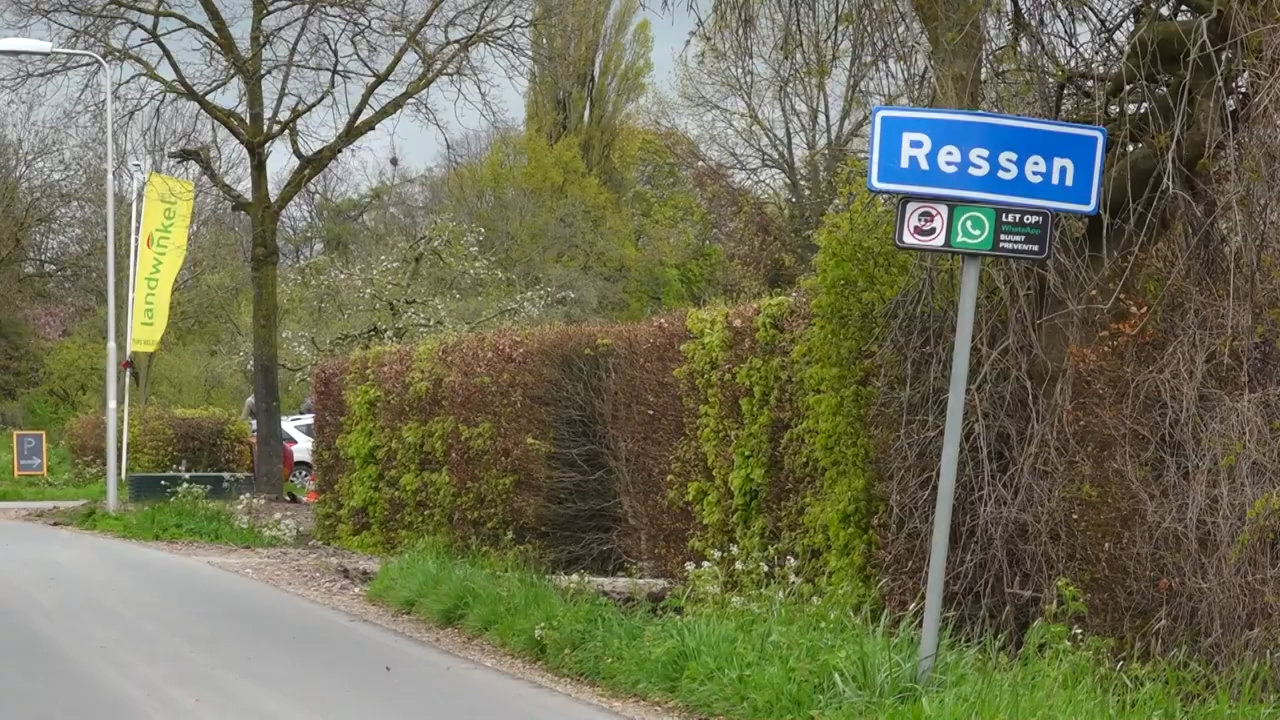 Ressen
LET OP!
WhatsApp
BUURT
PREVENTIE
landwinkel
P